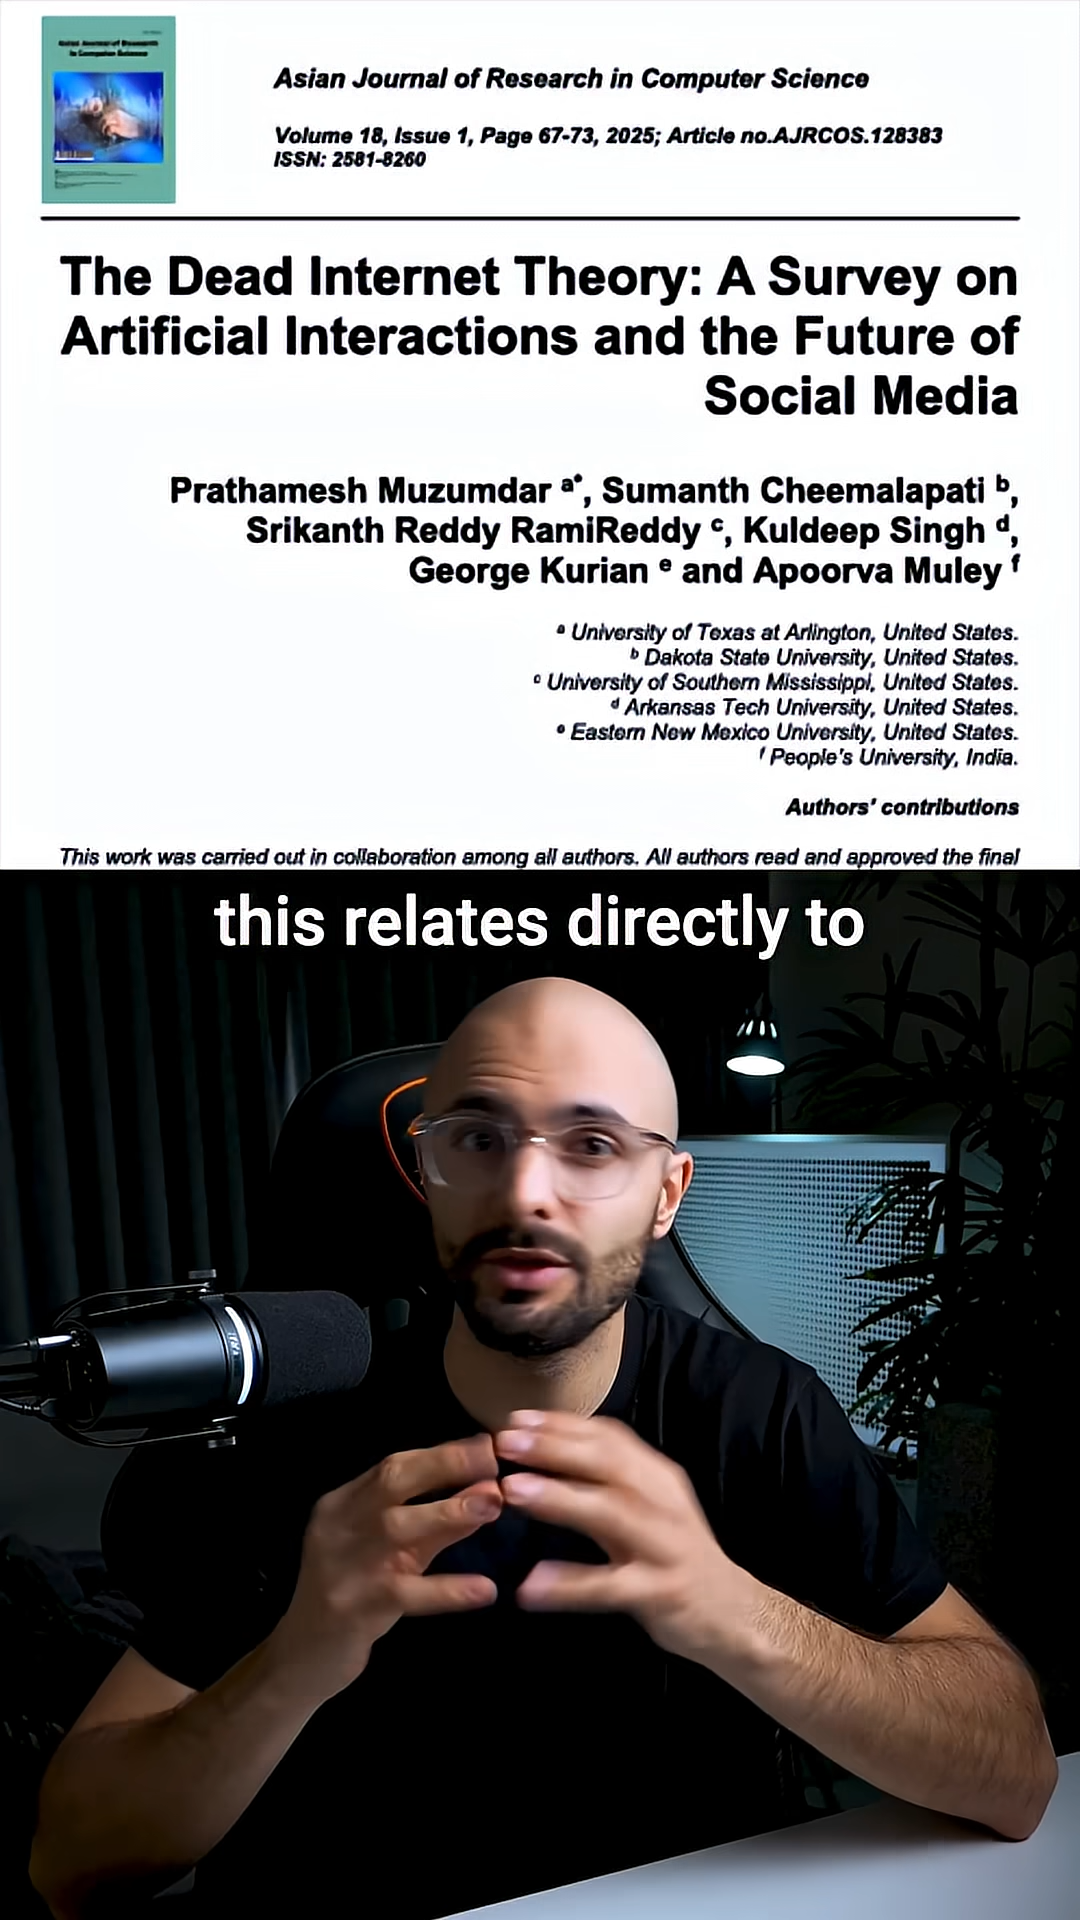 Asian Journal of Research in Computer Science
Volume 18, Issue 1, Page 67-73, 2025; Article no.AJRCOS.128383
ISSN: 2581-8260
The Dead Internet Theory: A Survey on
Artificial Interactions and the Future of
Social Media
Prathamesh Muzumdar a*, Sumanth Cheemalapati b,
Srikanth Reddy RamiReddy c, Kuldeep Singh d,
George Kurian e and Apoorva Muley f
a University of Texas at Arlington, United States.
b Dakota State University, United States.
c University of Southern Mississippi, United States.
d Arkansas Tech University, United States.
e Eastern New Mexico University, United States.
f People's University, India.
Authors' contributions
This work was carried out in collaboration among all authors. All authors read and approved the final
this relates directly to